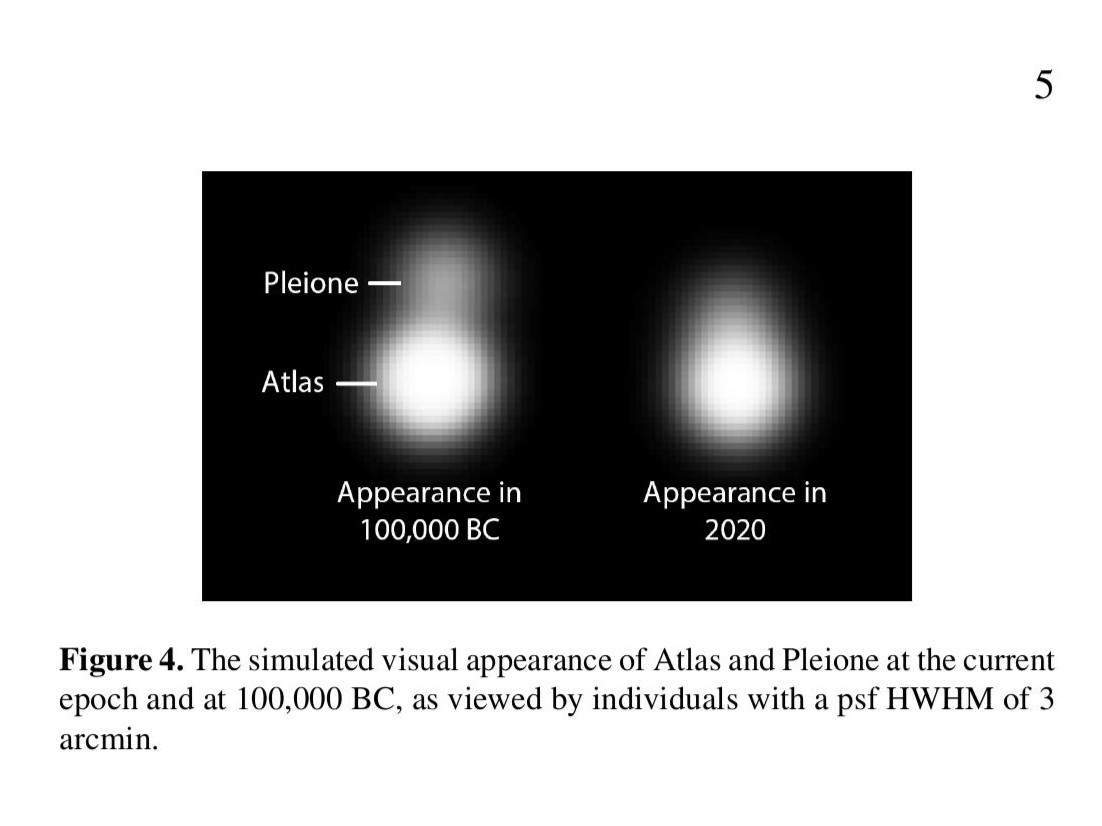 5
Pleione
Atlas
Appearance in
100,000 BC
Appearance in
2020
Figure 4. The simulated visual appearance of Atlas and Pleione at the current
epoch and at 100,000 BC, as viewed by individuals with a psf HWHM of 3
arcmin.